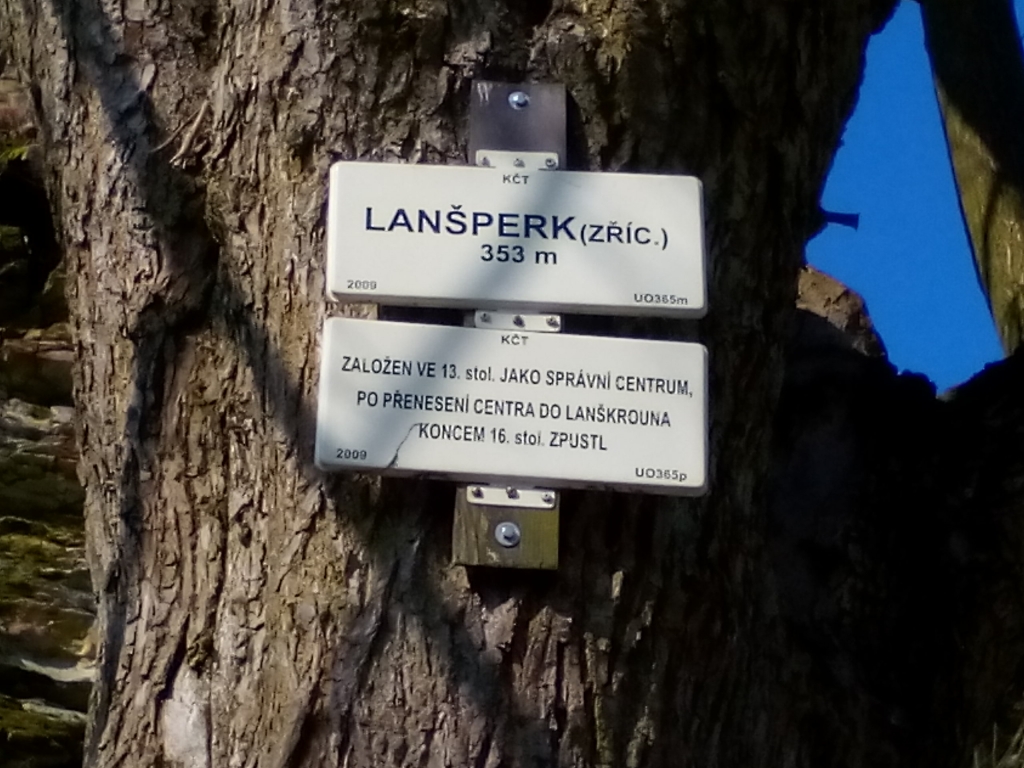 KČT
LANŠPERK (ZŘÍC.)
353 m
2009 UO365m
KČT
ZALOŽEN VE 13. stol. JAKO SPRÁVNÍ CENTRUM,
PO PŘENESENÍ CENTRA DO LANŠKROUNA
KONCEM 16. stol. ZPUSTL
2009 UO365p